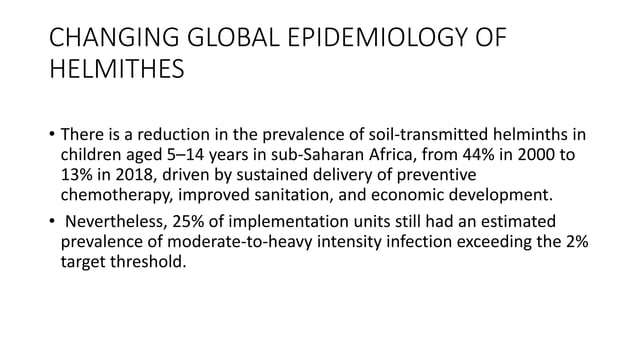 CHANGING GLOBAL EPIDEMIOLOGY OF
HELMITHES
• There is a reduction in the prevalence of soil-transmitted helminths in
children aged 5–14 years in sub-Saharan Africa, from 44% in 2000 to
13% in 2018, driven by sustained delivery of preventive
chemotherapy, improved sanitation, and economic development.
• Nevertheless, 25% of implementation units still had an estimated
prevalence of moderate-to-heavy intensity infection exceeding the 2%
target threshold.